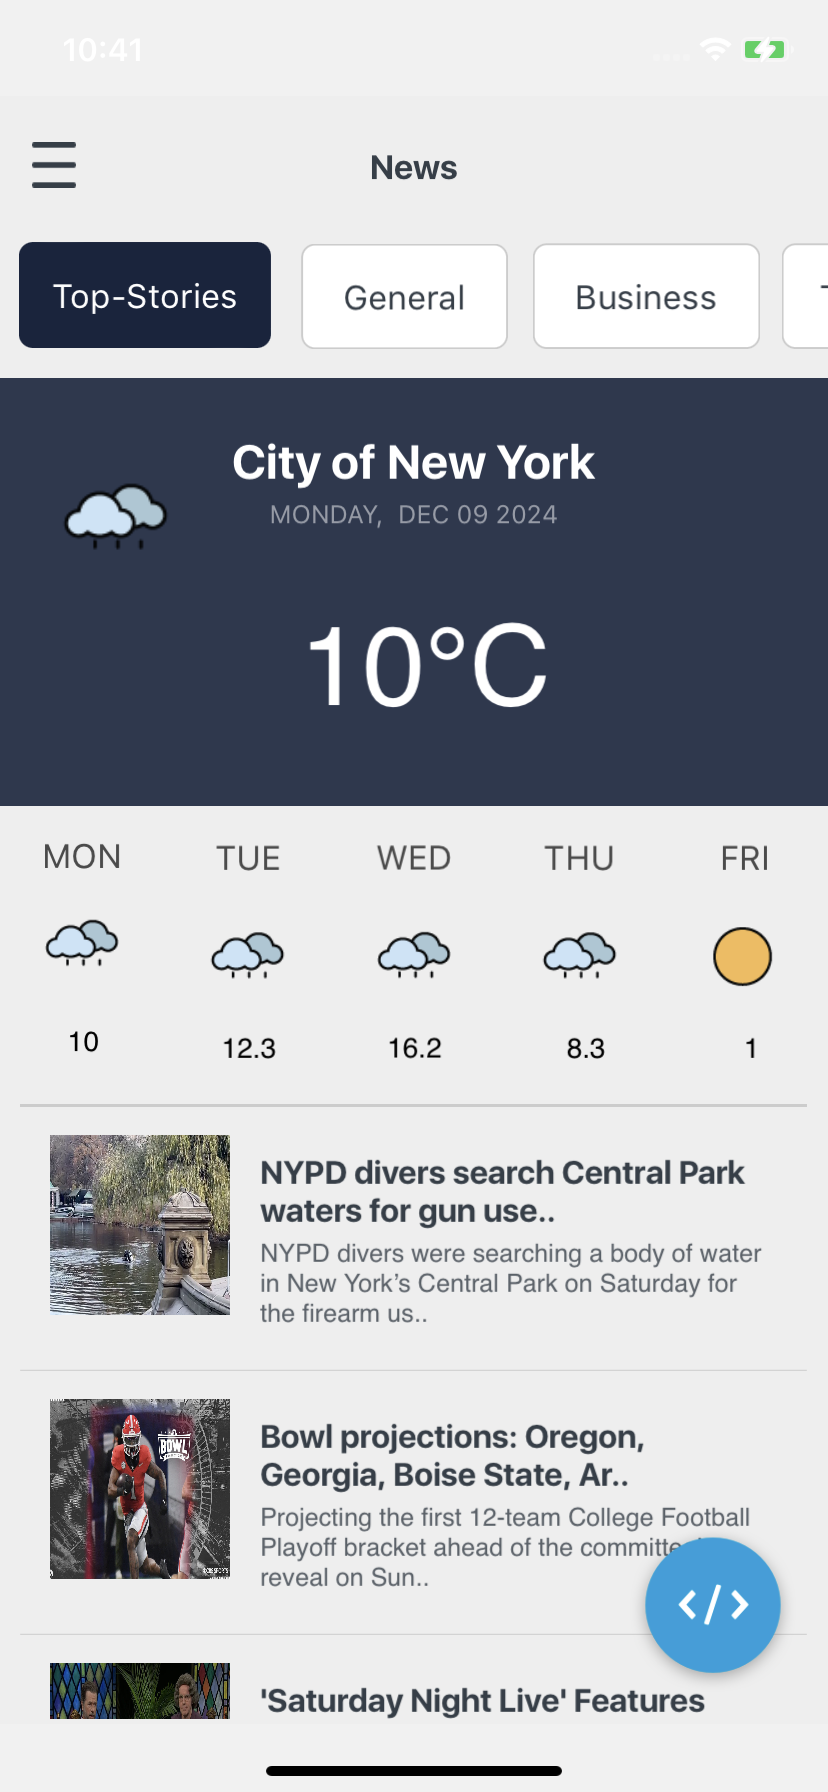 10:41
News
Top-Stories
General
Business
City of New York
MONDAY, DEC 09 2024
10°C
MON TUE WED THU FRI
10 12.3 16.2 8.3 1
NYPD divers search Central Park
waters for gun use..
NYPD divers were searching a body of water
in New York’s Central Park on Saturday for
the firearm us..
BOWL
Bowl projections: Oregon,
Georgia, Boise State, Ar..
Projecting the first 12-team College Football
Playoff bracket ahead of the committe
reveal on Sun..
</>
'Saturday Night Live' Features